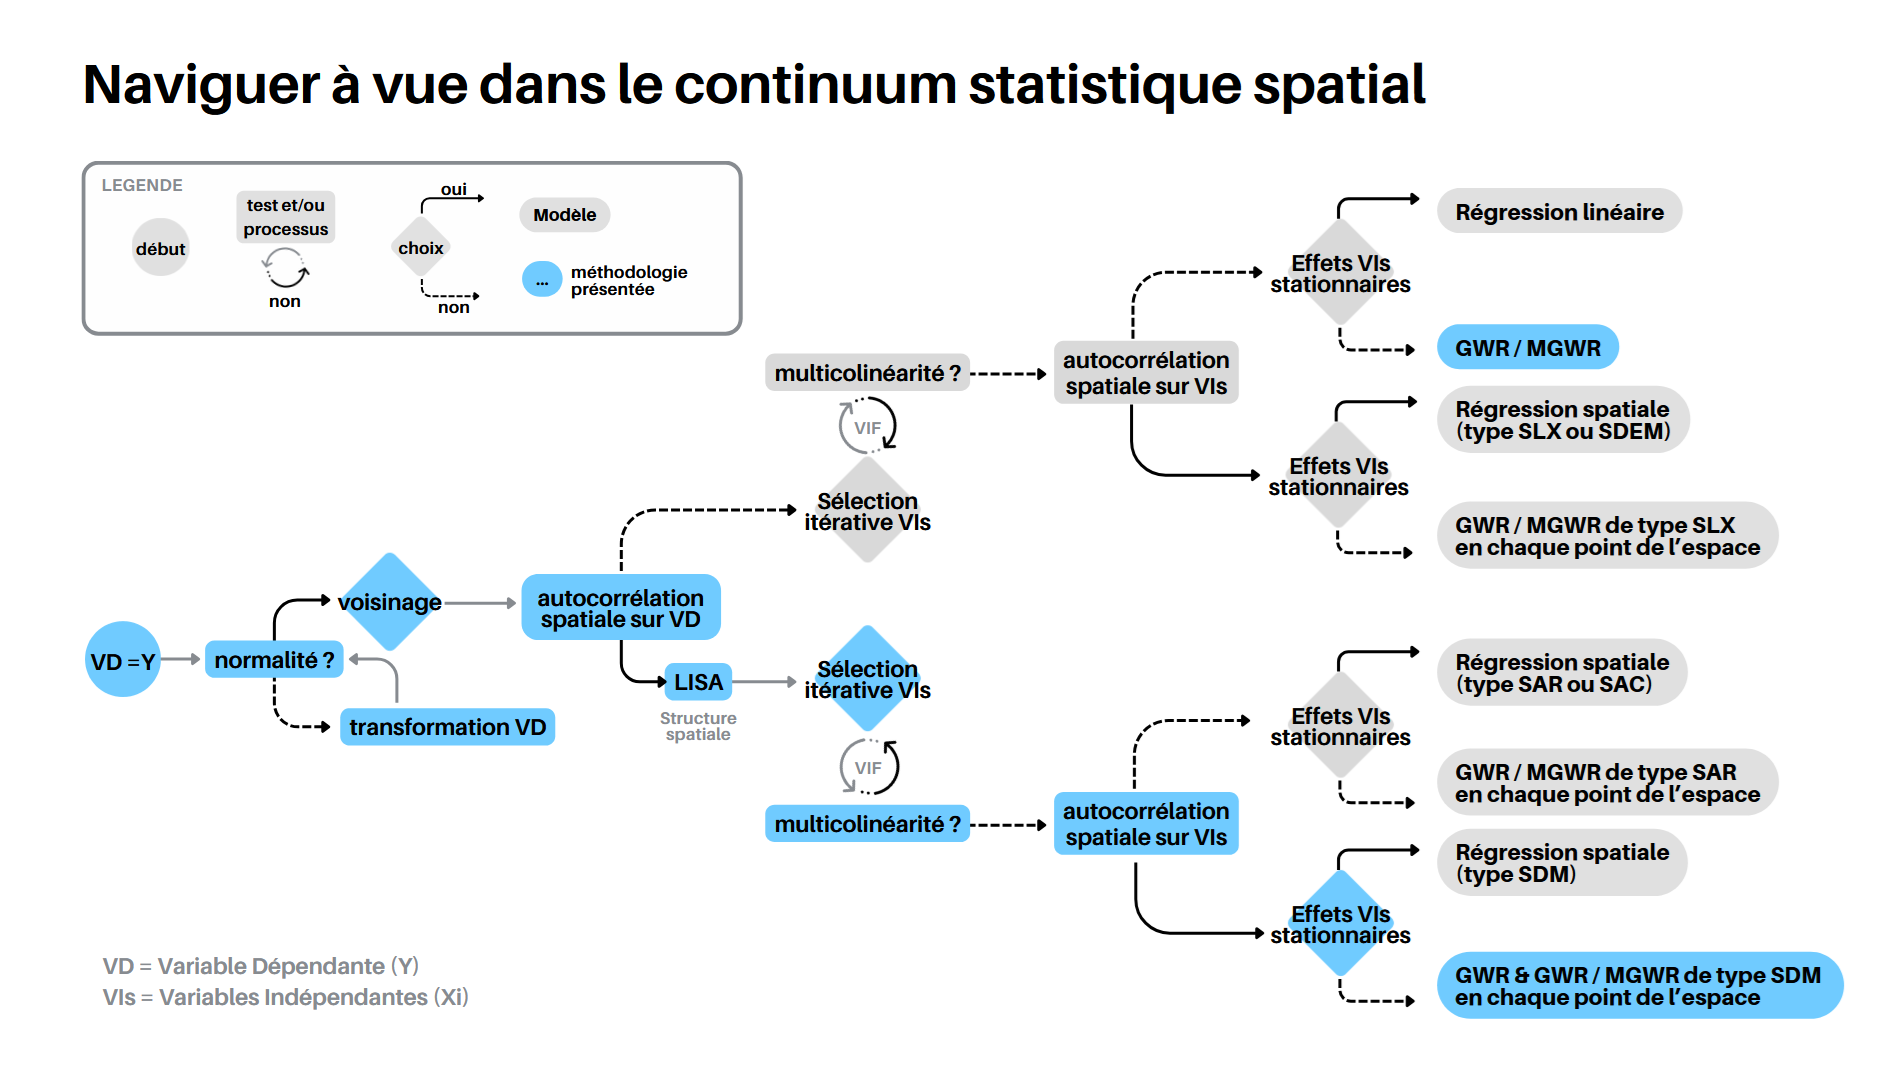 Naviguer à vue dans le continuum statistique spatial
LEGENDE
début
test et/ou
processus
non
choix
oui
non
Modèle
...
méthodologie
présentée
VD =Y
normalité ?
transformation VD
voisinage
autocorrélation
spatiale sur VD
LISA
Structure
spatiale
multicolinéarité ?
VIF
Sélection
itérative VIs
Sélection
itérative VIs
VIF
multicolinéarité ?
autocorrélation
spatiale sur VIs
autocorrélation
spatiale sur VIs
Effets VIs
stationnaires
Régression linéaire
GWR / MGWR
Effets VIs
stationnaires
Régression spatiale
(type SLX ou SDEM)
GWR / MGWR de type SLX
en chaque point de l’espace
Effets VIs
stationnaires
Régression spatiale
(type SAR ou SAC)
GWR / MGWR de type SAR
en chaque point de l’espace
Effets VIs
stationnaires
Régression spatiale
(type SDM)
GWR & GWR / MGWR de type SDM
en chaque point de l’espace
VD = Variable Dépendante (Y)
VIs = Variables Indépendantes (Xi)